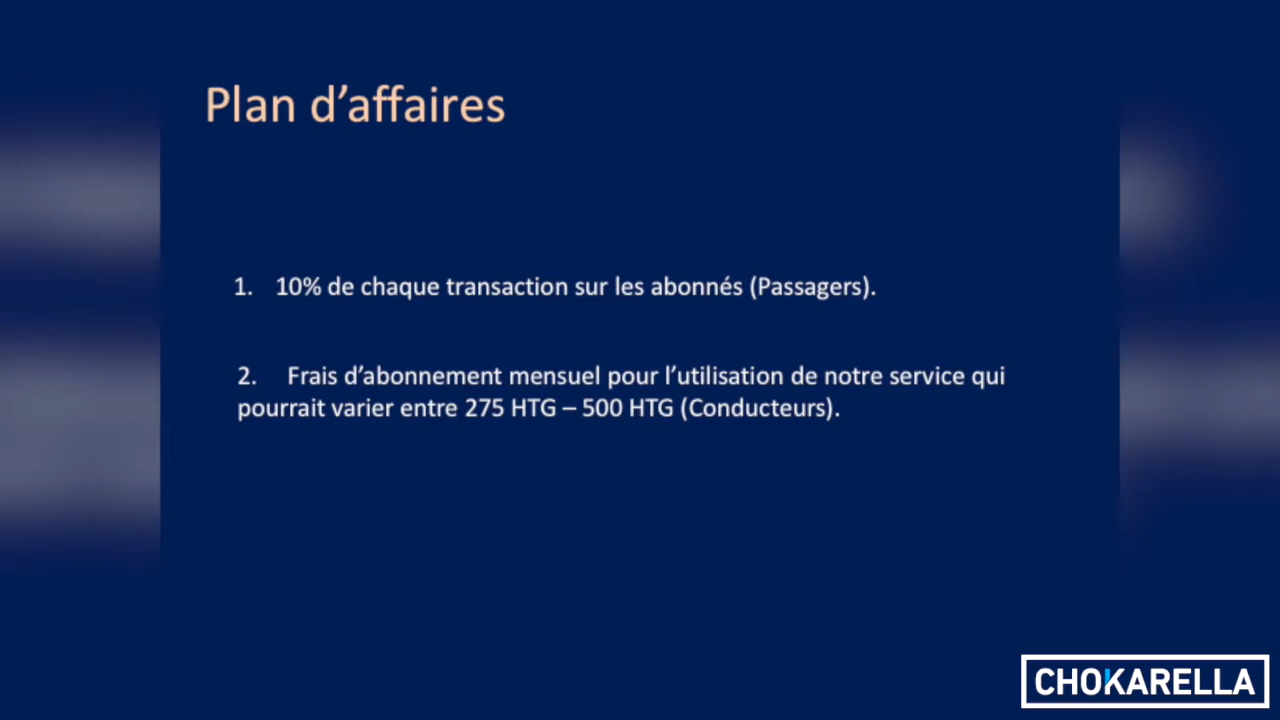 Plan d’affaires
1. 10% de chaque transaction sur les abonnés (Passagers).
2. Frais d’abonnement mensuel pour l’utilisation de notre service qui
pourrait varier entre 275 HTG – 500 HTG (Conducteurs).
CHOKARELLA